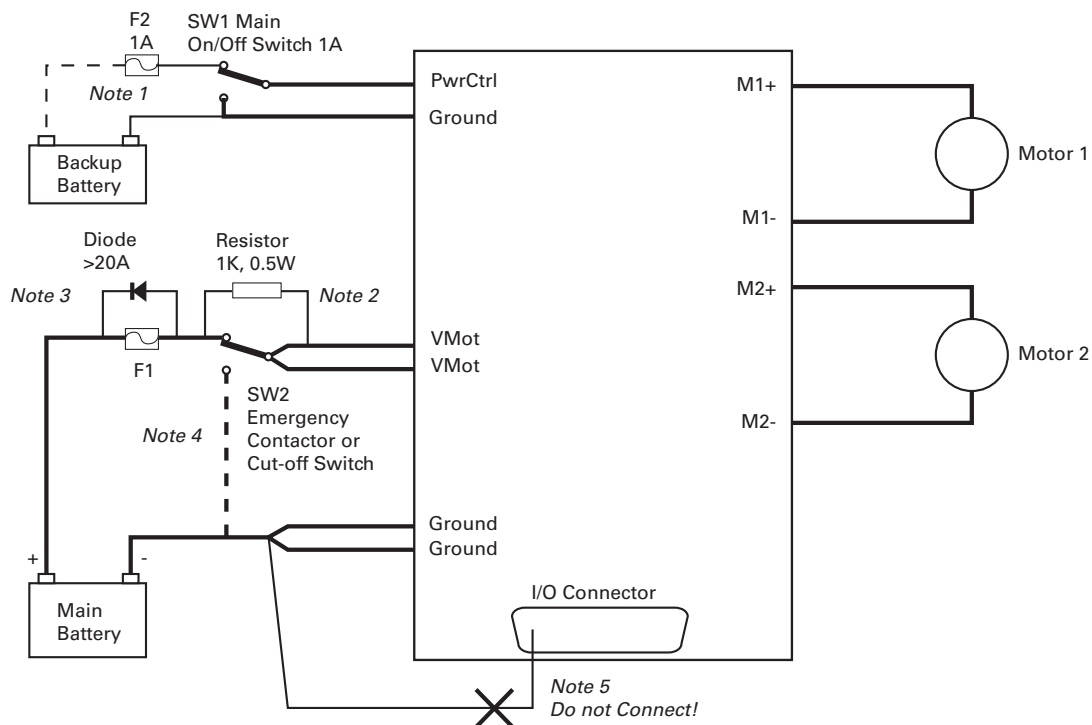 F2
1A
SW1 Main
On/Off Switch 1A
Note 1
Backup
Battery
PwrCtrl
Ground
M1+
Motor 1
M1-
Diode
>20A
Resistor
1K, 0.5W
Note 3
Note 2
F1
VMot
VMot
SW2
Emergency
Contactor or
Cut-off Switch
Note 4
M2+
Motor 2
M2-
Ground
Ground
+
-
Main
Battery
I/O Connector
Note 5
Do not Connect!